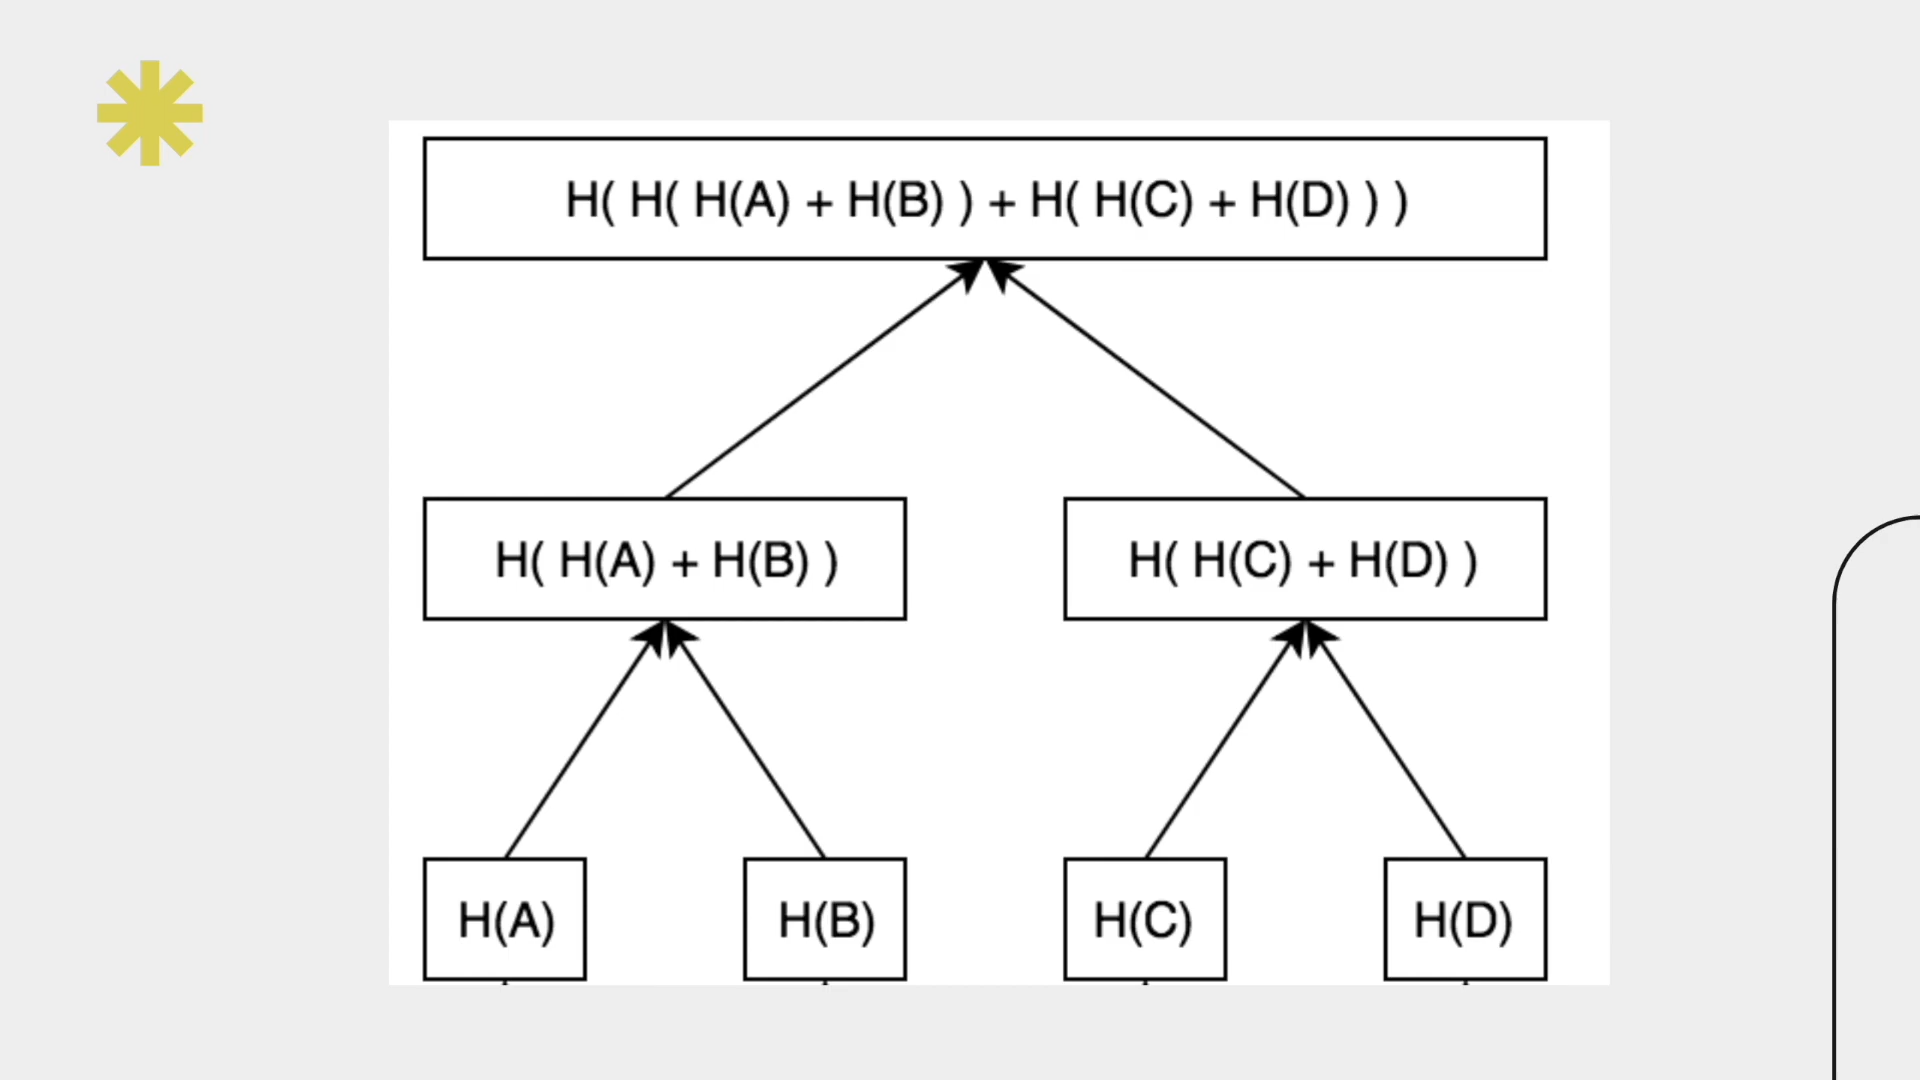 H( H( H(A) + H(B) ) + H( H(C) + H(D) ) )
H( H(A) + H(B) )
H( H(C) + H(D) )
H(A)
H(B)
H(C)
H(D)